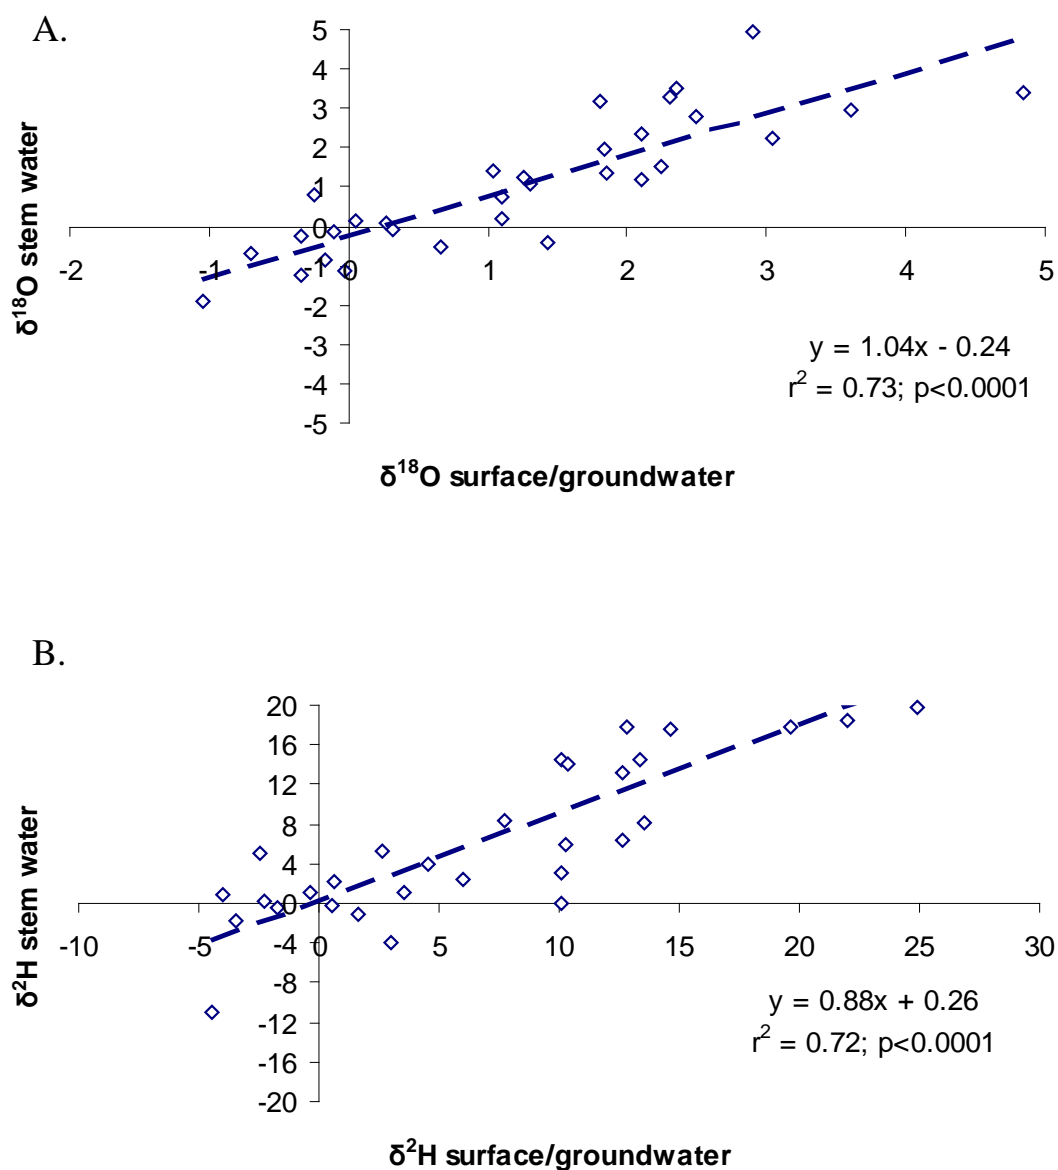 A.
5
4
3
2
1
0
-1
-2
-3
-4
-5
-2 -1 0 1 2 3 4 5
δ18O stem water
y = 1.04x - 0.24
r2 = 0.73; p<0.0001
δ18O surface/groundwater
B.
20
16
12
8
4
0
-4
-8
-12
-16
-20
-10 -5 0 5 10 15 20 25 30
δ2H stem water
y = 0.88x + 0.26
r2 = 0.72; p<0.0001
δ2H surface/groundwater